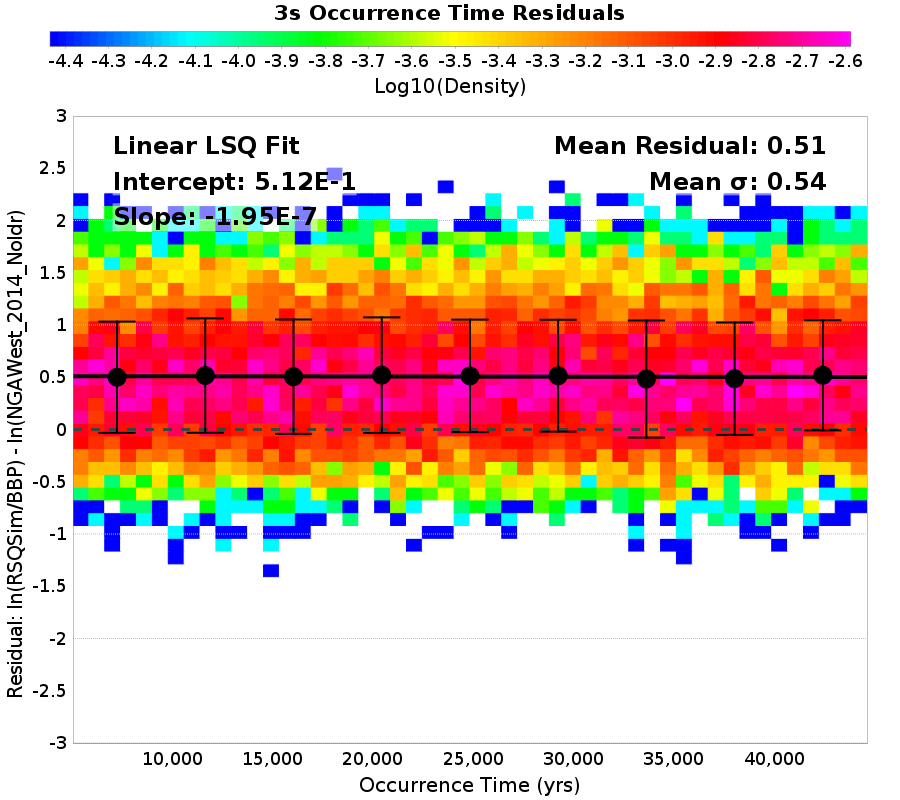 3s Occurrence Time Residuals
-4.4 -4.3 -4.2 -4.1 -4.0 -3.9 -3.8 -3.7 -3.6 -3.5 -3.4 -3.3 -3.2 -3.1 -3.0 -2.9 -2.8 -2.7 -2.6
Log10(Density)
Linear LSQ Fit
Intercept: 5.12E-1
Slope: -1.95E-7
Mean Residual: 0.51
Mean σ: 0.54
Residual: ln(RSQSim/BBP) - ln(NGAWest_2014_NoIdr)
3
2.5
2
1.5
1
0.5
0
-0.5
-1
-1.5
-2
-2.5
-3
10,000 15,000 20,000 25,000 30,000 35,000 40,000
Occurrence Time (yrs)